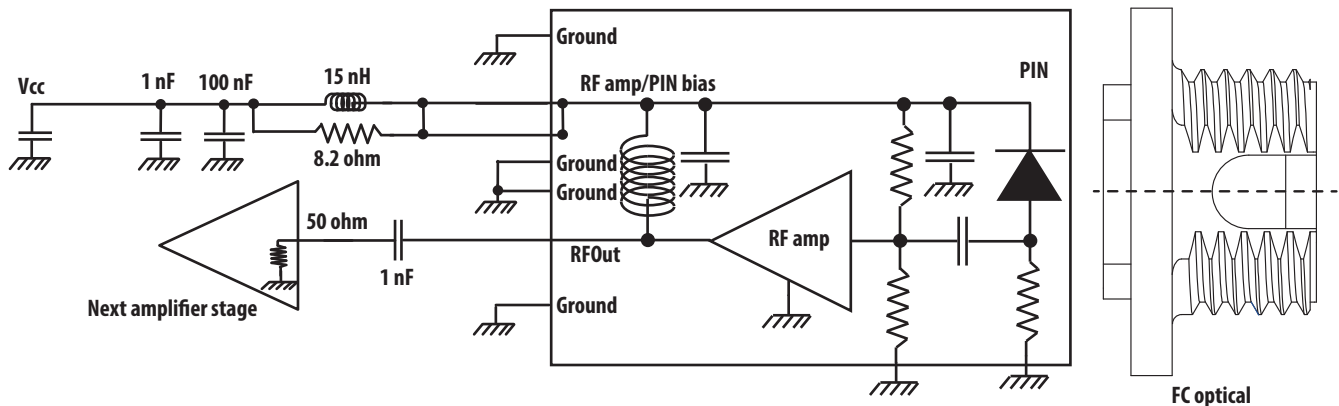 Ground
Vcc
1 nF
100 nF
15 nH
RF amp/PIN bias
PIN
8.2 ohm
Ground
Ground
50 ohm
RF amp
RFOut
1 nF
Next amplifier stage
Ground
FC optical